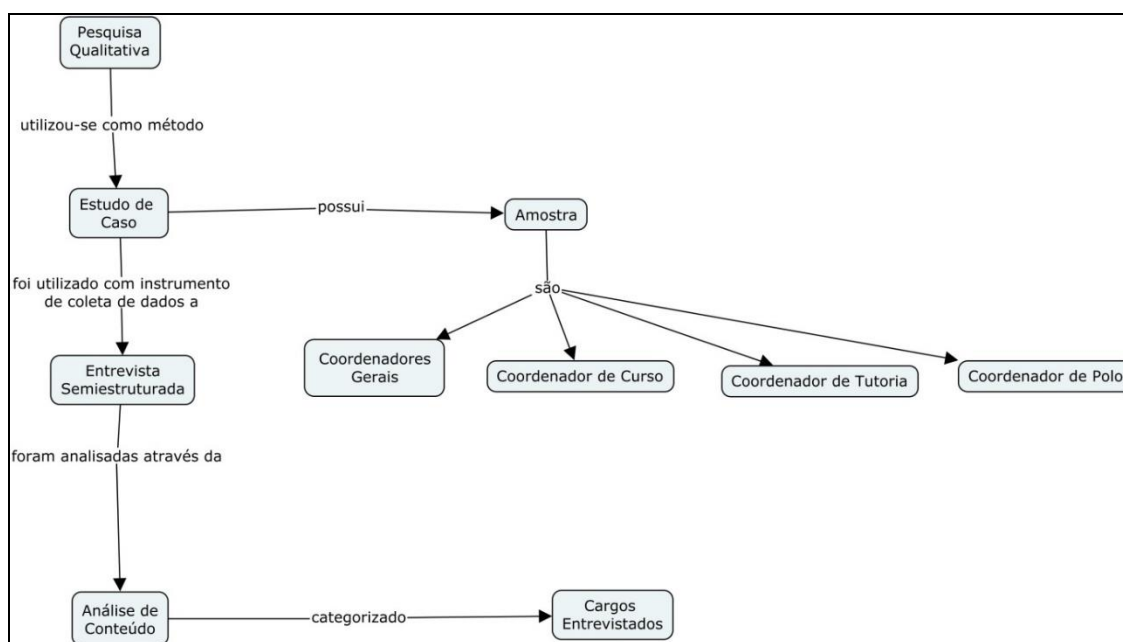 Pesquisa
Qualitativa
utilizou-se como método
Estudo de
Caso
possui
Amostra
foi utilizado com instrumento
de coleta de dados a
são
Entrevista
Semiestruturada
Coordenadores
Gerais
Coordenador de Curso
Coordenador de Tutoria
Coordenador de Polo
foram analisadas através da
Análise de
Conteúdo
categorizado
Cargos
Entrevistados